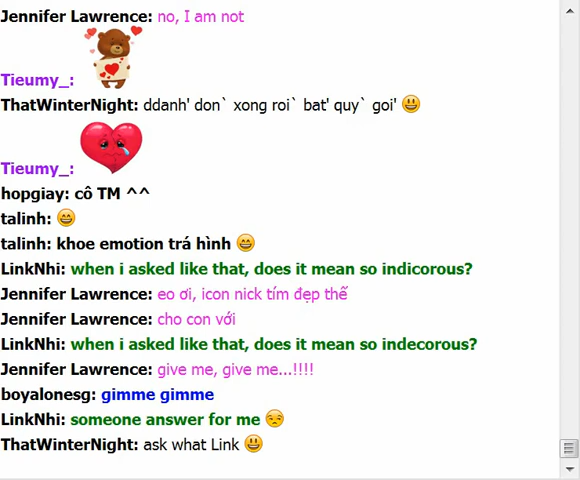 Jennifer Lawrence: no, I am not
Tieumy_:
ThatWinterNight: ddanh' don` xong roi` bat' quy` goi' 😃
Tieumy_:
hopgiay: cô TM ^^
talinh: 😄
talinh: khoe emotion trá hình 😄
LinkNhi: when i asked like that, does it mean so indicorous?
Jennifer Lawrence: eo ơi, icon nick tím đẹp thế
Jennifer Lawrence: cho con với
LinkNhi: when i asked like that, does it mean so indecorous?
Jennifer Lawrence: give me, give me...!!!!
boyalonesg: gimme gimme
LinkNhi: someone answer for me 😒
ThatWinterNight: ask what Link 😃